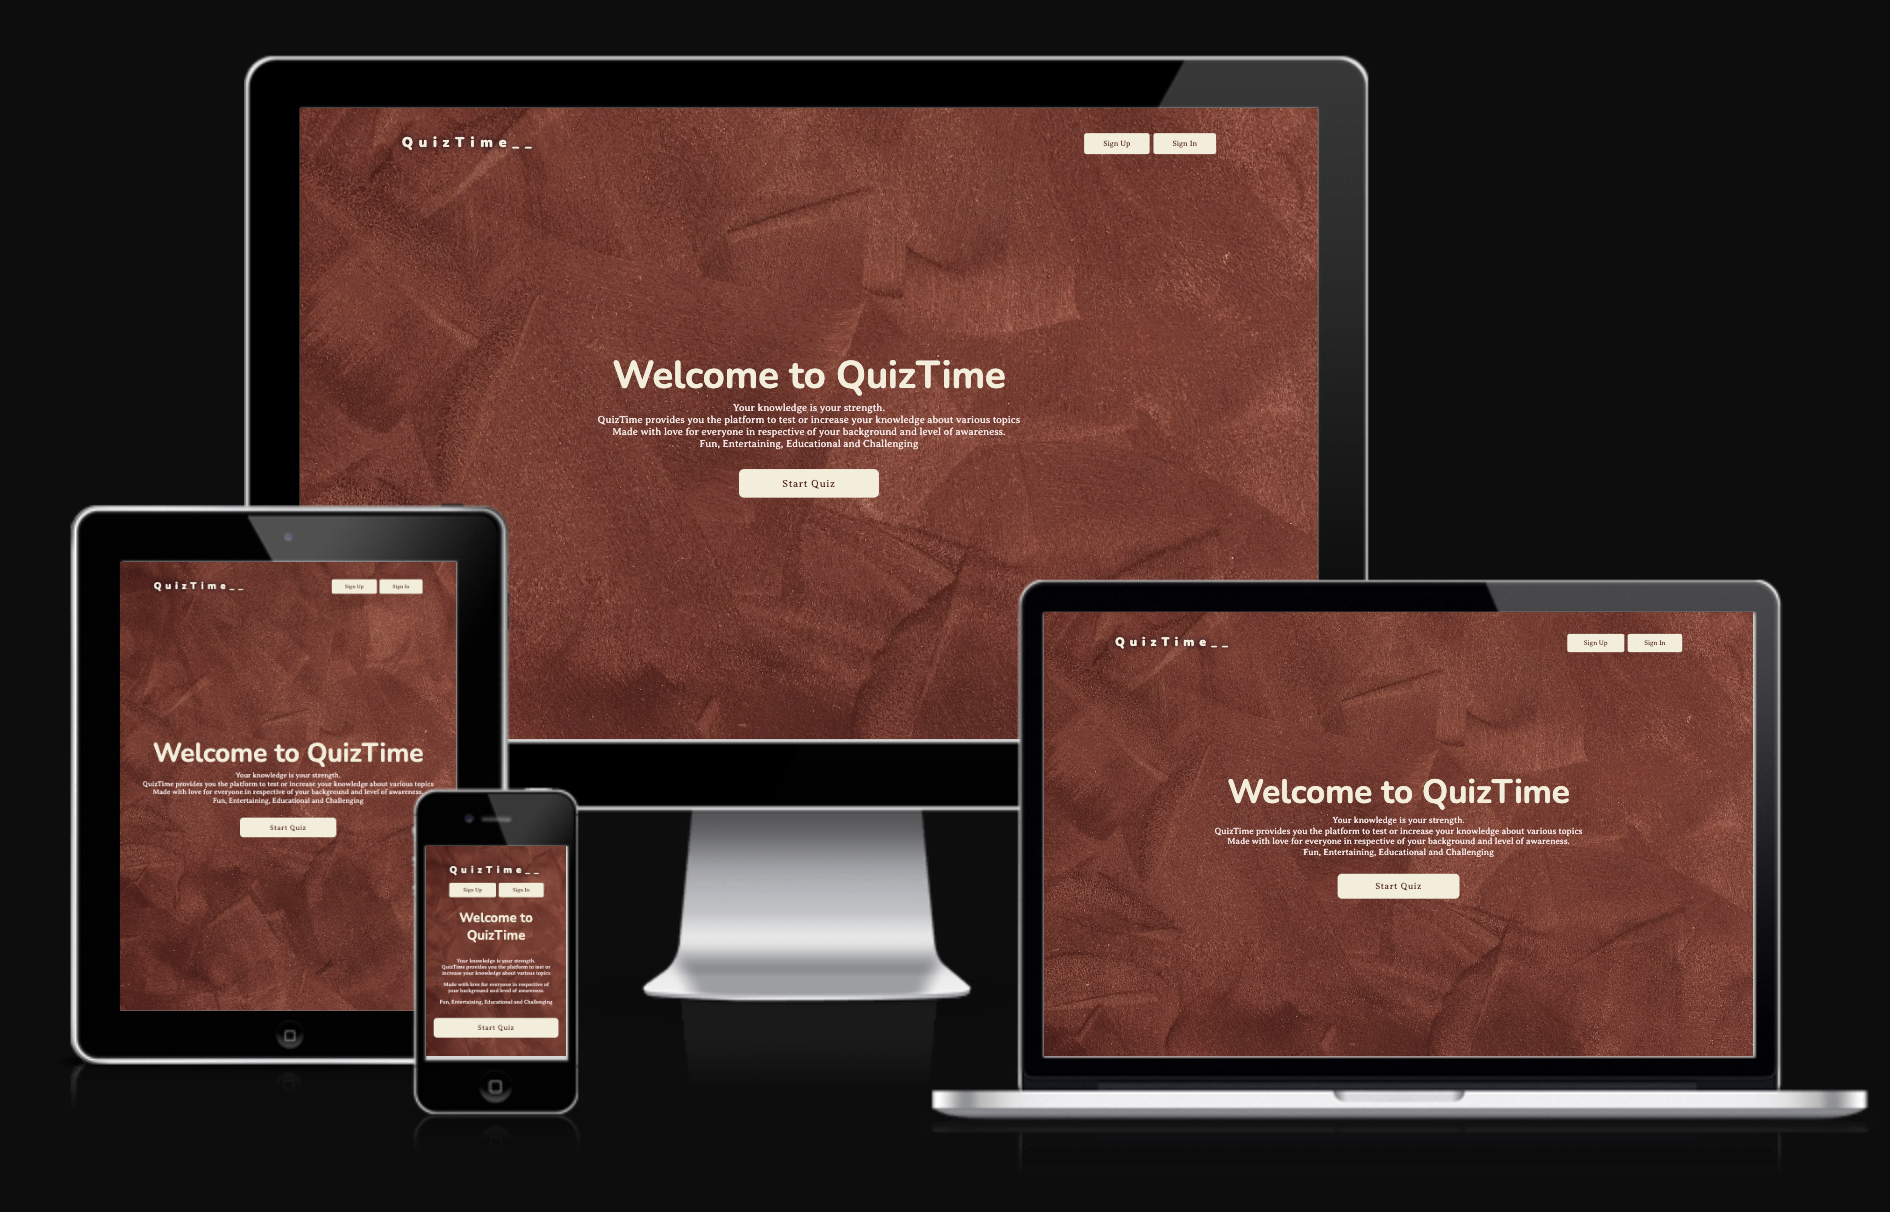 QuizTime__
Sign Up Sign In
Welcome to QuizTime
Your knowledge is your strength.
QuizTime provides you the platform to test or increase your knowledge about various topics
Made with love for everyone in respective of your background and level of awareness.
Fun, Entertaining, Educational and Challenging
Start Quiz
QuizTime__
Sign Up Sign In
Welcome to QuizTime
Your knowledge is your strength.
QuizTime provides you the platform to test or increase your knowledge about various topics
Made with love for everyone in respective of your background and level of awareness.
Fun, Entertaining, Educational and Challenging
Start Quiz
QuizTime__
Sign Up Sign In
Welcome to
QuizTime
Your knowledge is your strength.
QuizTime provides you the platform to test or
increase your knowledge about various topics
Made with love for everyone in respective of
your background and level of awareness.
Fun, Entertaining, Educational and Challenging
Start Quiz
QuizTime__
Sign Up Sign In
Welcome to QuizTime
Your knowledge is your strength.
QuizTime provides you the platform to test or increase your knowledge about various topics
Made with love for everyone in respective of your background and level of awareness.
Fun, Entertaining, Educational and Challenging
Start Quiz